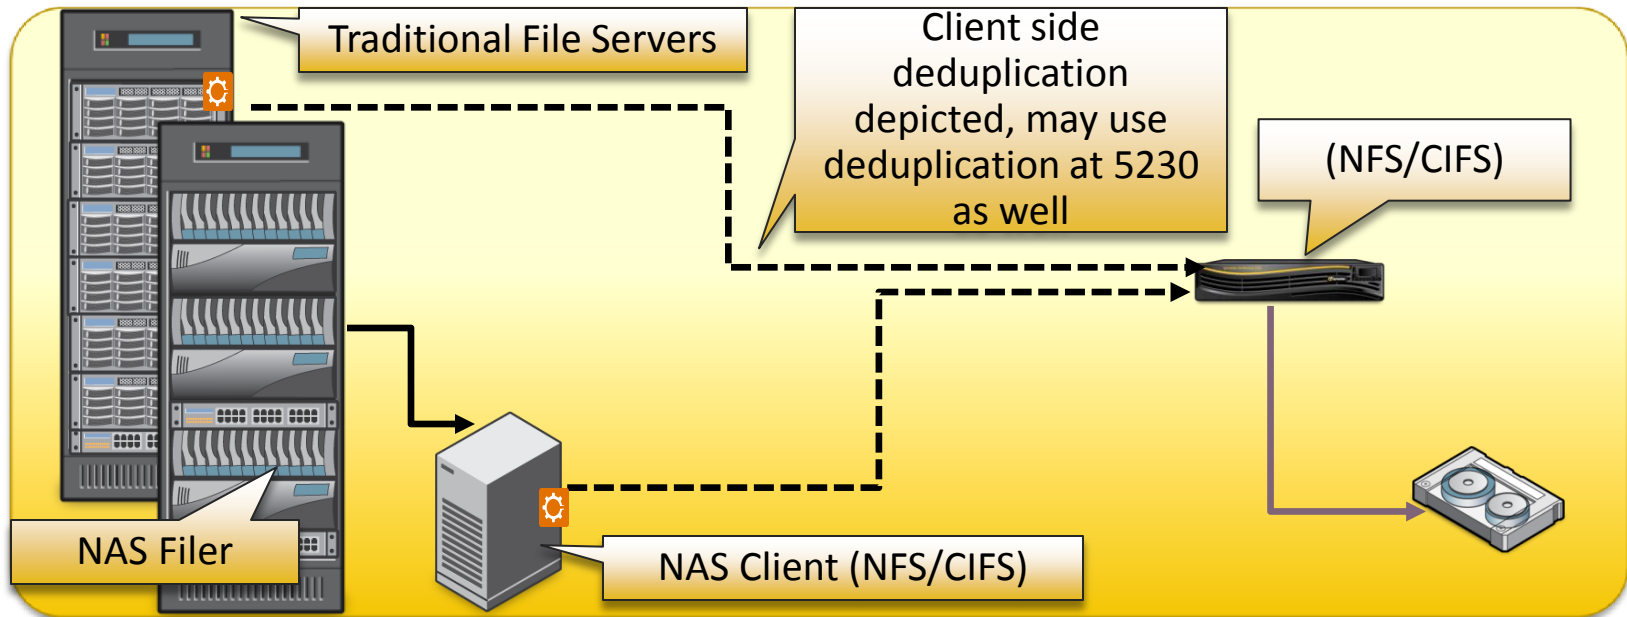 Traditional File Servers
Client side
deduplication
depicted, may use
deduplication at 5230
as well
(NFS/CIFS)
NAS Filer
NAS Client (NFS/CIFS)